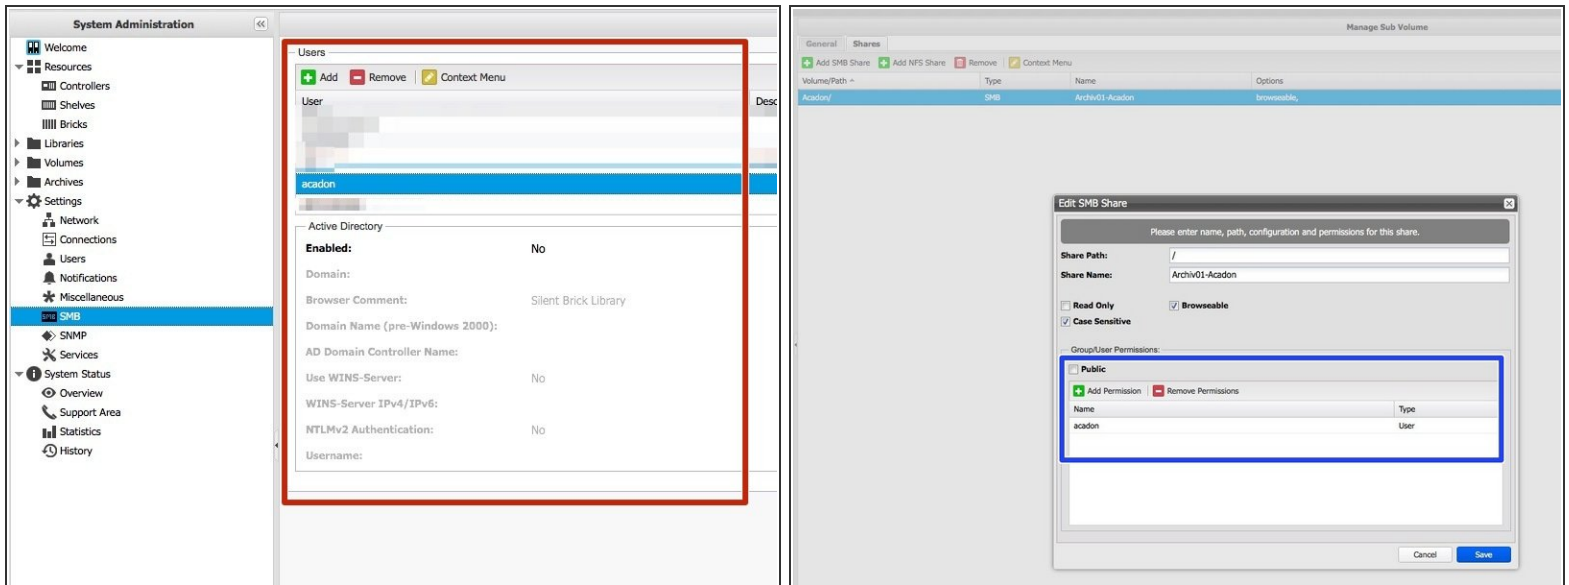 System Administration
Welcome
Resources
Controllers
Shelves
Bricks
Libraries
Volumes
Archives
Settings
Network
Connections
Users
Notifications
Miscellaneous
SMB
SNMP
Services
System Status
Overview
Support Area
Statistics
History
Users
Add Remove Context Menu
User Desc
acadon
Active Directory
Enabled: No
Domain:
Browser Comment: Silent Brick Library
Domain Name (pre-Windows 2000):
AD Domain Controller Name:
Use WINS-Server: No
WINS-Server IPv4/IPv6:
NTLMv2 Authentication: No
Username:
Manage Sub Volume
General Shares
Add SMB Share Add NFS Share Remove Context Menu
Volume/Path Type Name Options
Acadon/ SMB Archiv01-Acadon browseable,
Edit SMB Share
Please enter name, path, configuration and permissions for this share.
Share Path: /
Share Name: Archiv01-Acadon
Read Only Browseable
Case Sensitive
Group/User Permissions:
Public
Add Permission Remove Permissions
Name Type
acadon User
Cancel Save